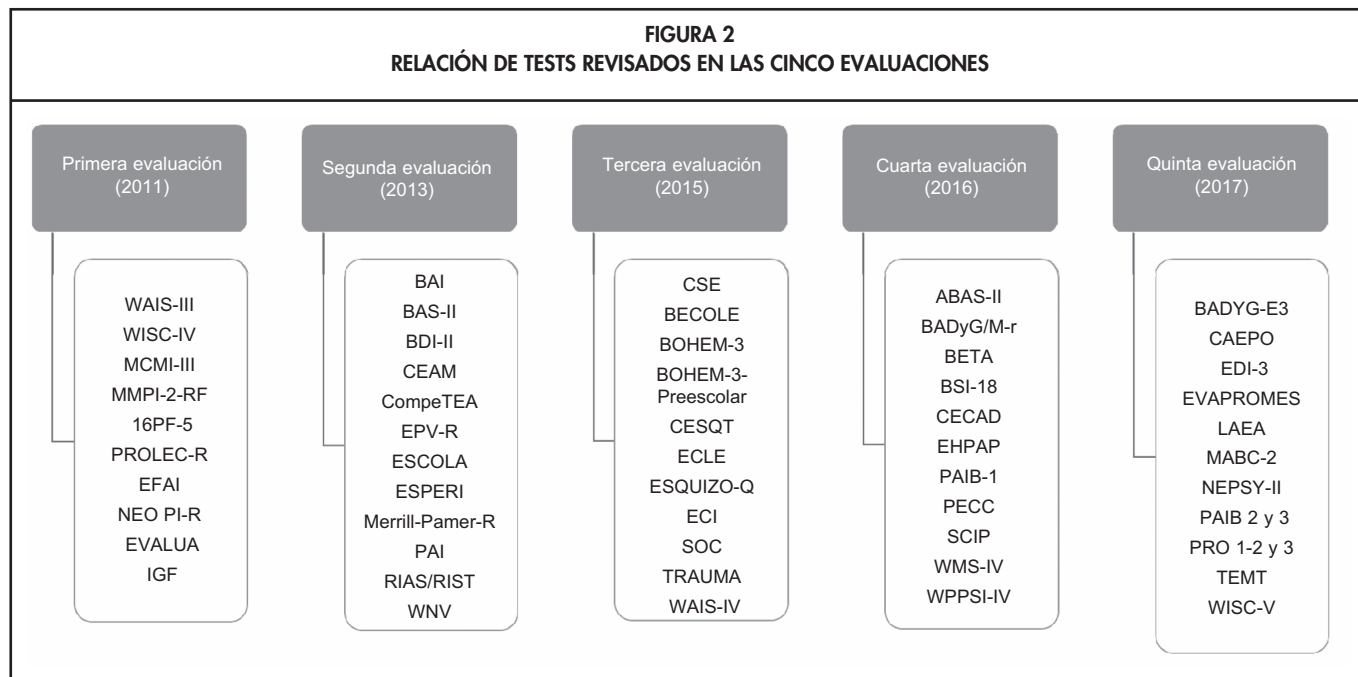 FIGURA 2
RELACIÓN DE TESTS REVISADOS EN LAS CINCO EVALUACIONES
Primera evaluación
(2011)
WAIS-III
WISC-IV
MCMI-III
MMPI-2-RF
16PF-5
PROLEC-R
EFAI
NEO PI-R
EVALUA
IGF
Segunda evaluación
(2013)
BAI
BAS-II
BDI-II
CEAM
CompeTEA
EPV-R
ESCOLA
ESPERI
Merrill-Pamer-R
PAI
RIAS/RIST
WNV
Tercera evaluación
(2015)
CSE
BECOLE
BOHEM-3
BOHEM-3-
Preescolar
CESQT
ECLE
ESQUIZO-Q
ECI
SOC
TRAUMA
WAIS-IV
Cuarta evaluación
(2016)
ABAS-II
BADyG/M-r
BETA
BSI-18
CECAD
EHPAP
PAIB-1
PECC
SCIP
WMS-IV
WPPSI-IV
Quinta evaluación
(2017)
BADYG-E3
CAEPO
EDI-3
EVAPROMES
LAEA
MABC-2
NEPSY-II
PAIB 2 y 3
PRO 1-2 y 3
TEMT
WISC-V